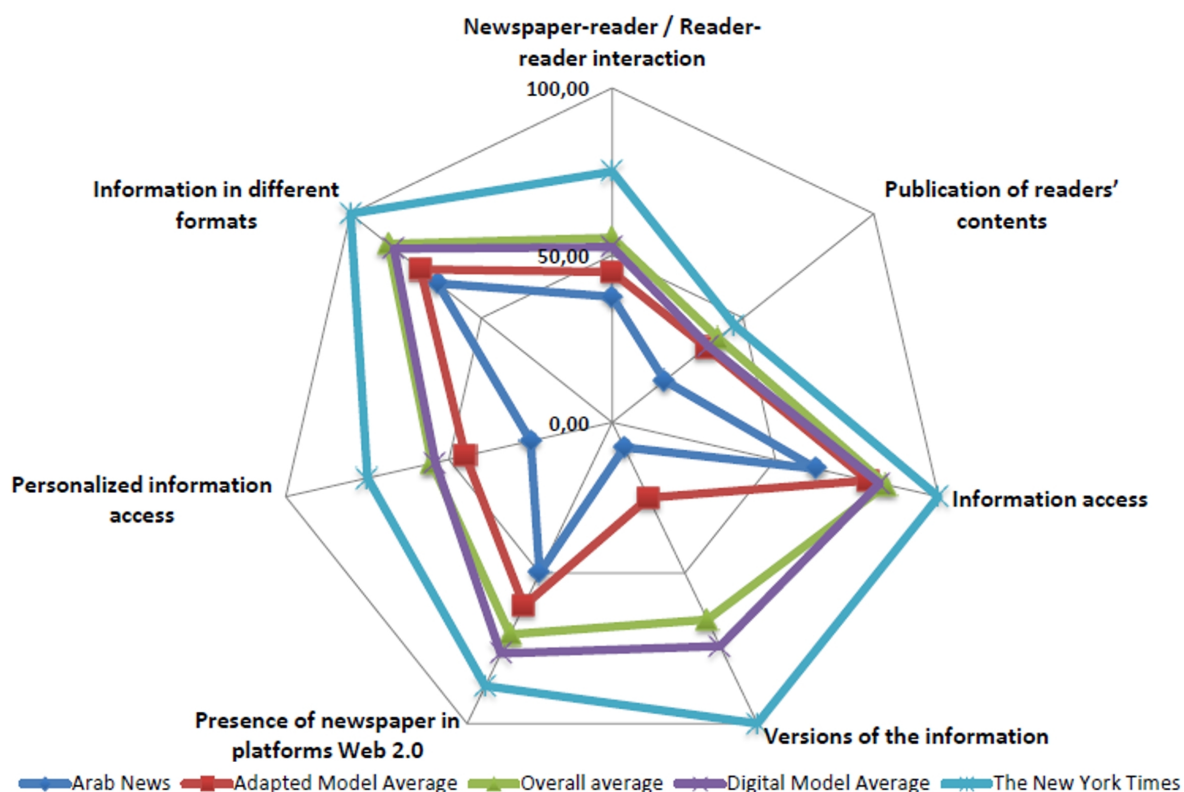 Newspaper-reader / Reader-
reader interaction
100,00
Information in different
formats
Publication of readers’
contents
50,00
0,00
Personalized information
access
Information access
Presence of newspaper in
platforms Web 2.0
Versions of the information
Arab News Adapted Model Average Overall average Digital Model Average The New York Times